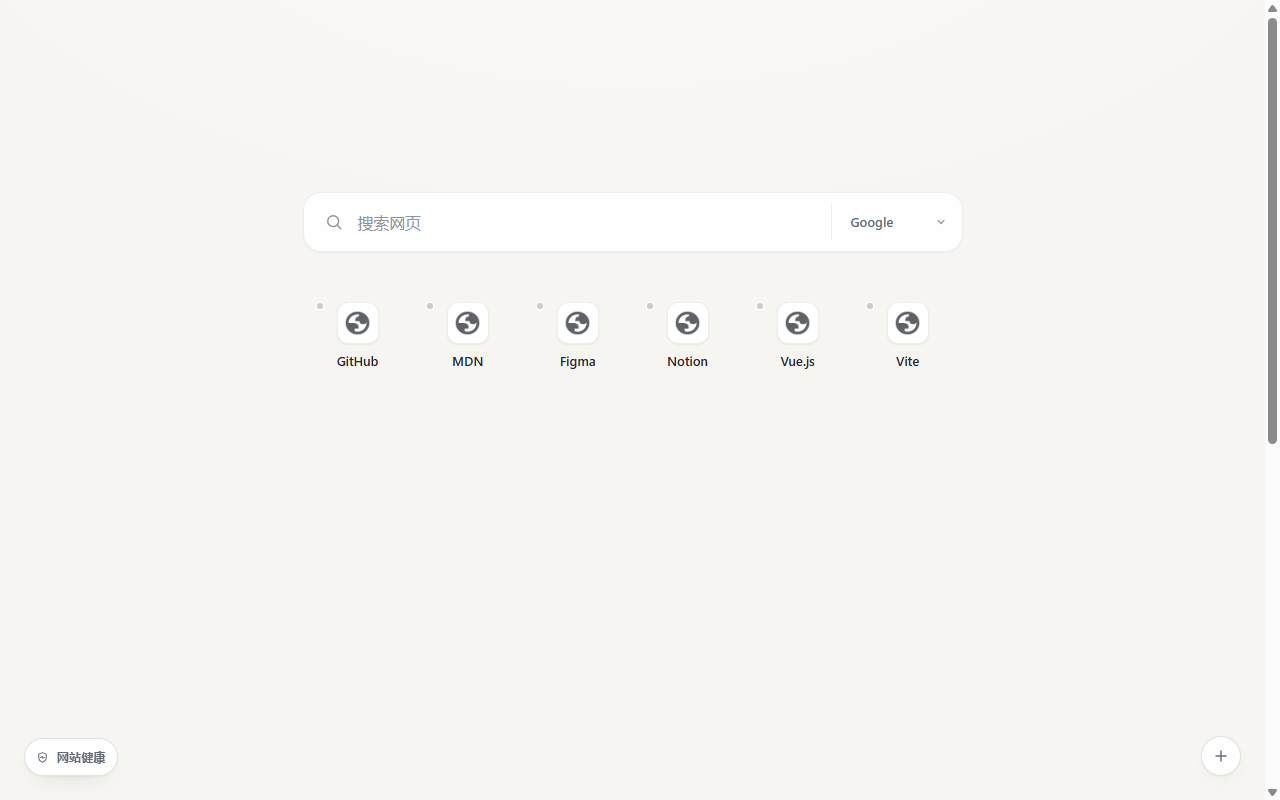 搜索网页
Google
GitHub
MDN
Figma
Notion
Vue.js
Vite
网站健康